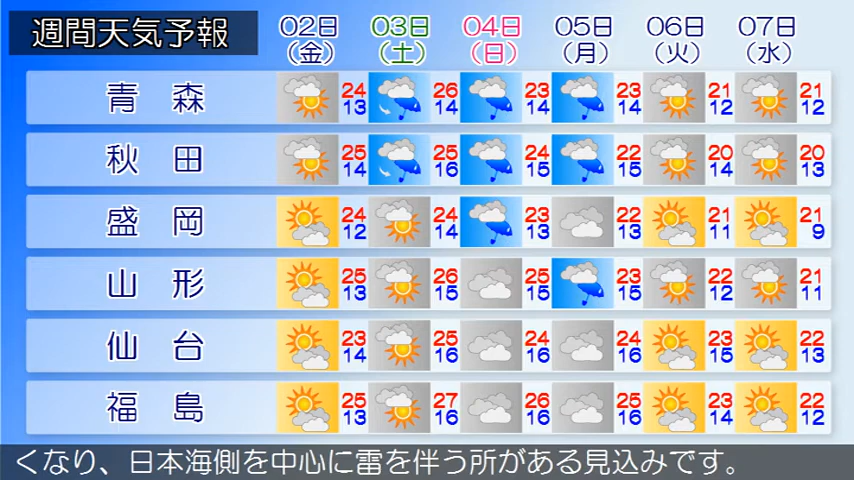 週間天気予報
02日 03日 04日 05日 06日 07日
(金) (土) (日) (月) (火) (水)
青森 24 13 26 14 23 14 23 14 21 12 21 12
秋田 25 14 25 16 24 15 22 15 20 14 20 13
盛岡 24 12 24 14 23 13 22 13 21 11 21 9
山形 25 13 26 15 25 15 23 15 22 12 21 11
仙台 23 14 25 16 24 16 24 16 23 15 22 13
福島 25 13 27 16 26 16 25 16 23 14 22 12
くなり、日本海側を中心に雷を伴う所がある見込みです。